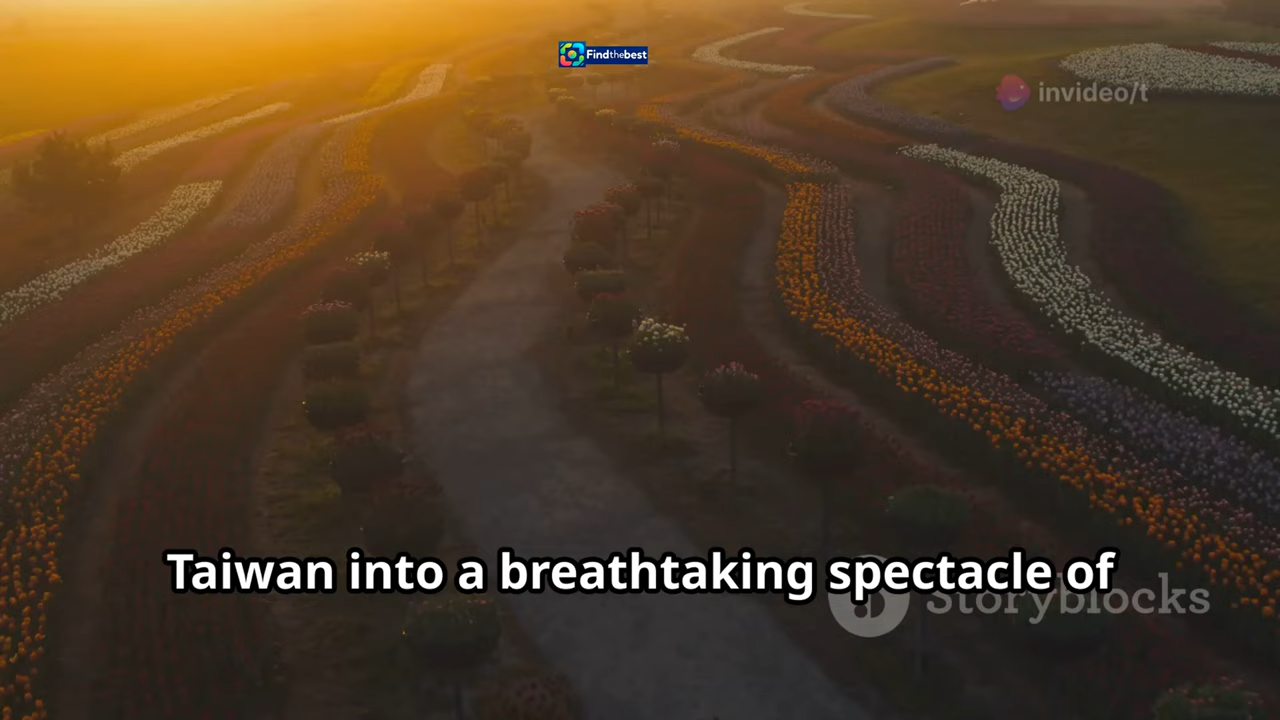 Findthebest
invideo/t
Taiwan into a breathtaking spectacle of
Storyblocks